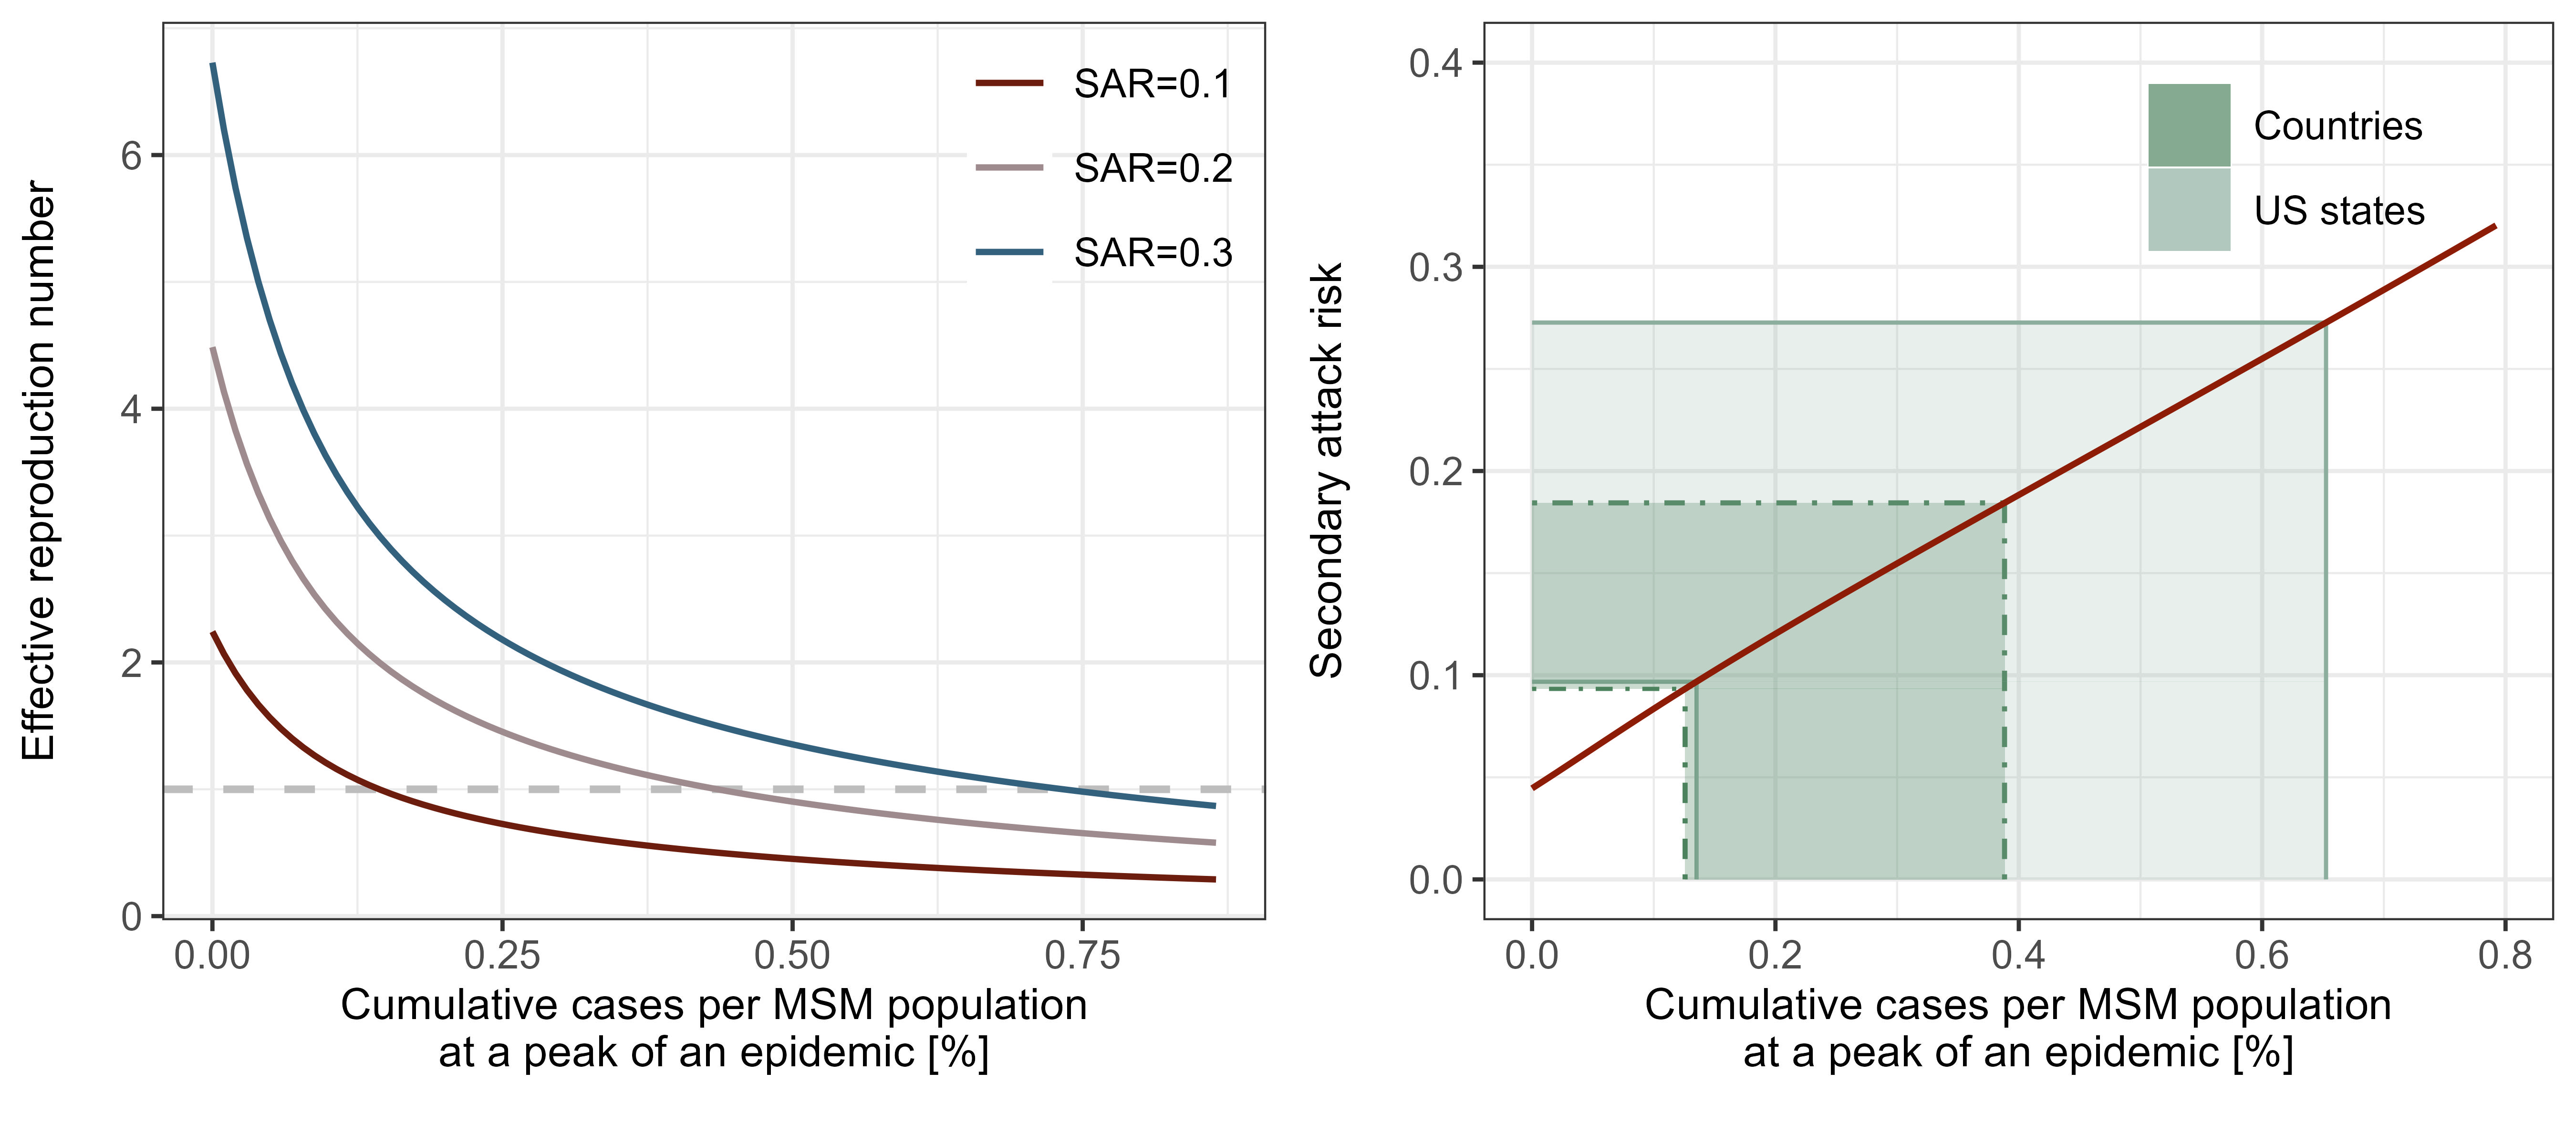 Effective reproduction number
6
4
2
0
0.00
0.25
0.50
0.75
Cumulative cases per MSM population
at a peak of an epidemic [%]
SAR=0.1
SAR=0.2
SAR=0.3
Secondary attack risk
0.4
0.3
0.2
0.1
0.0
0.0
0.2
0.4
0.6
0.8
Cumulative cases per MSM population
at a peak of an epidemic [%]
Countries
US states